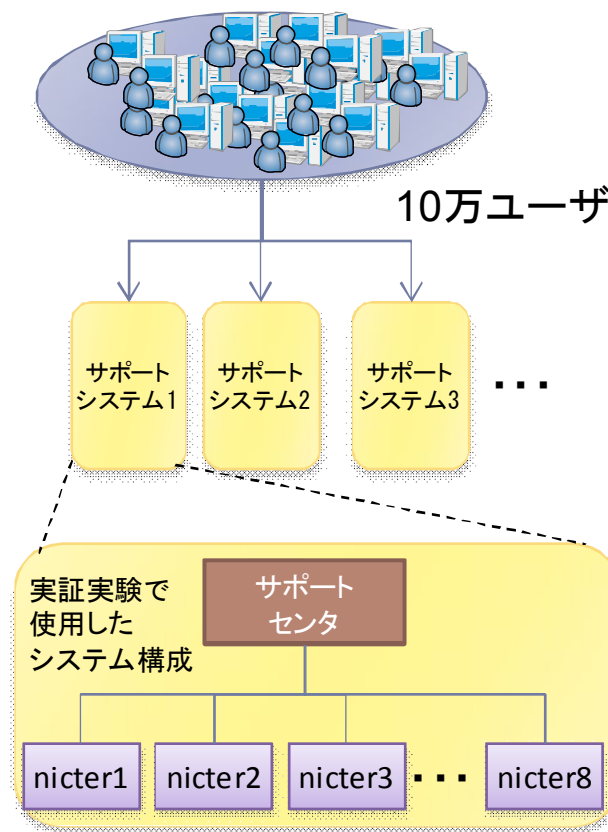 10万ユーザ
サポート
システム1
サポート
システム2
サポート
システム3
・・・
実証実験で
使用した
システム構成
サポート
センタ
nicter1
nicter2
nicter3
・・・
nicter8